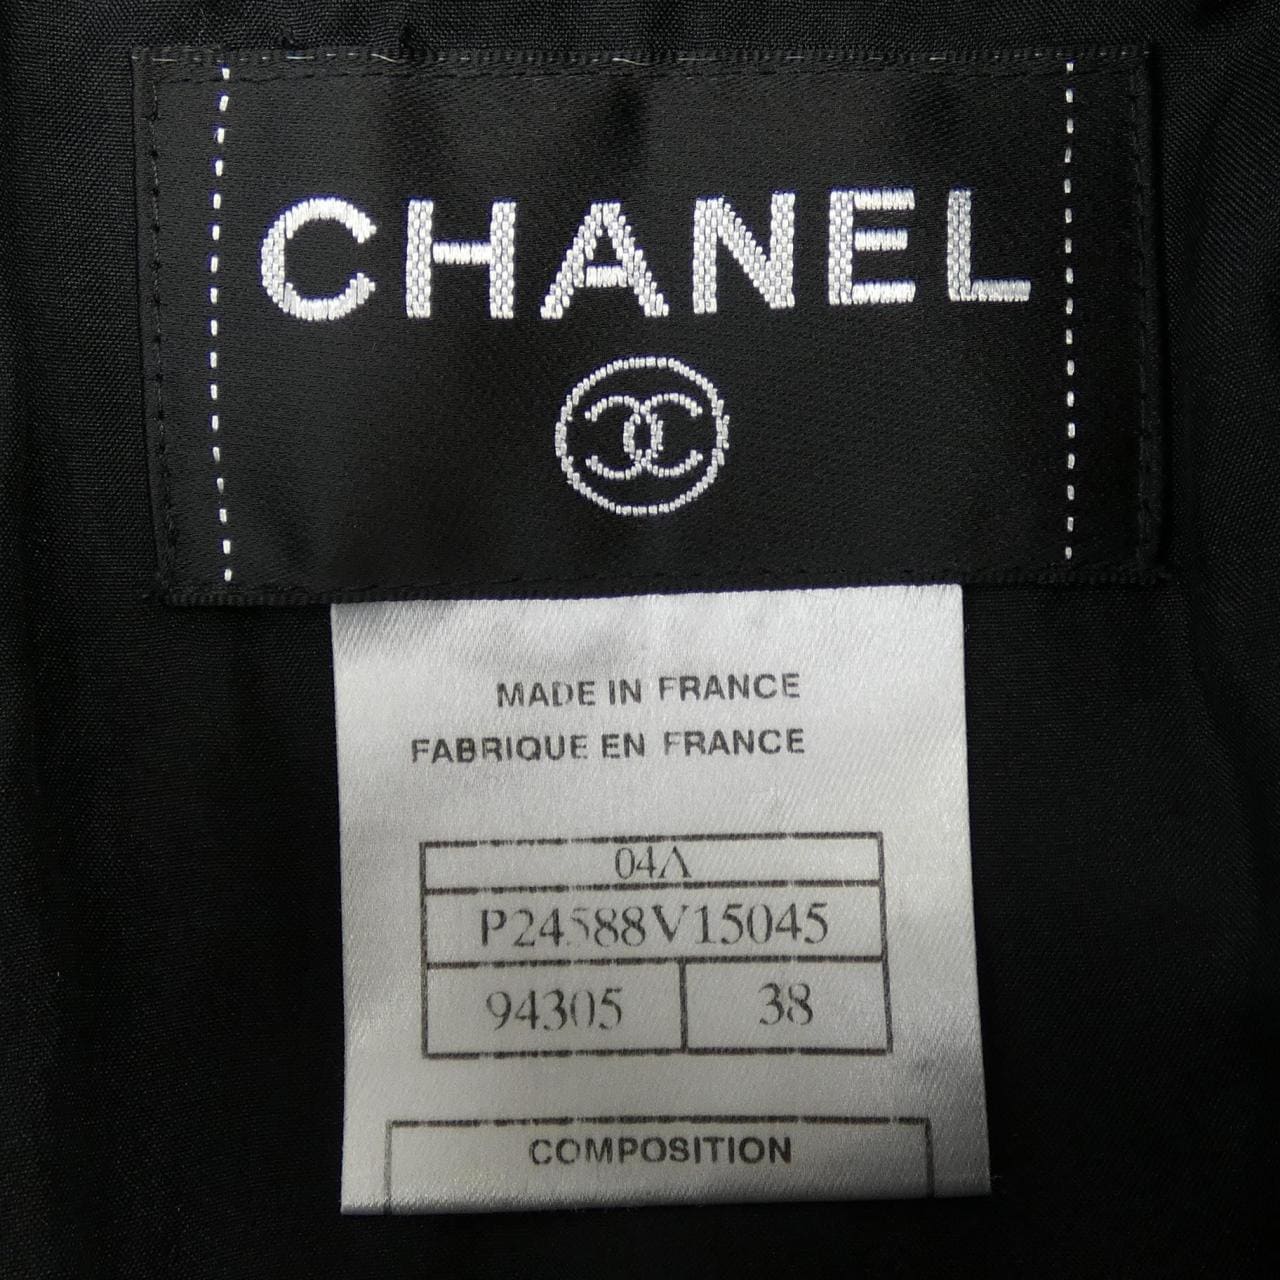 CHANEL
MADE IN FRANCE
FABRIQUE EN FRANCE
04A
P24588V15045
94305 38
COMPOSITION